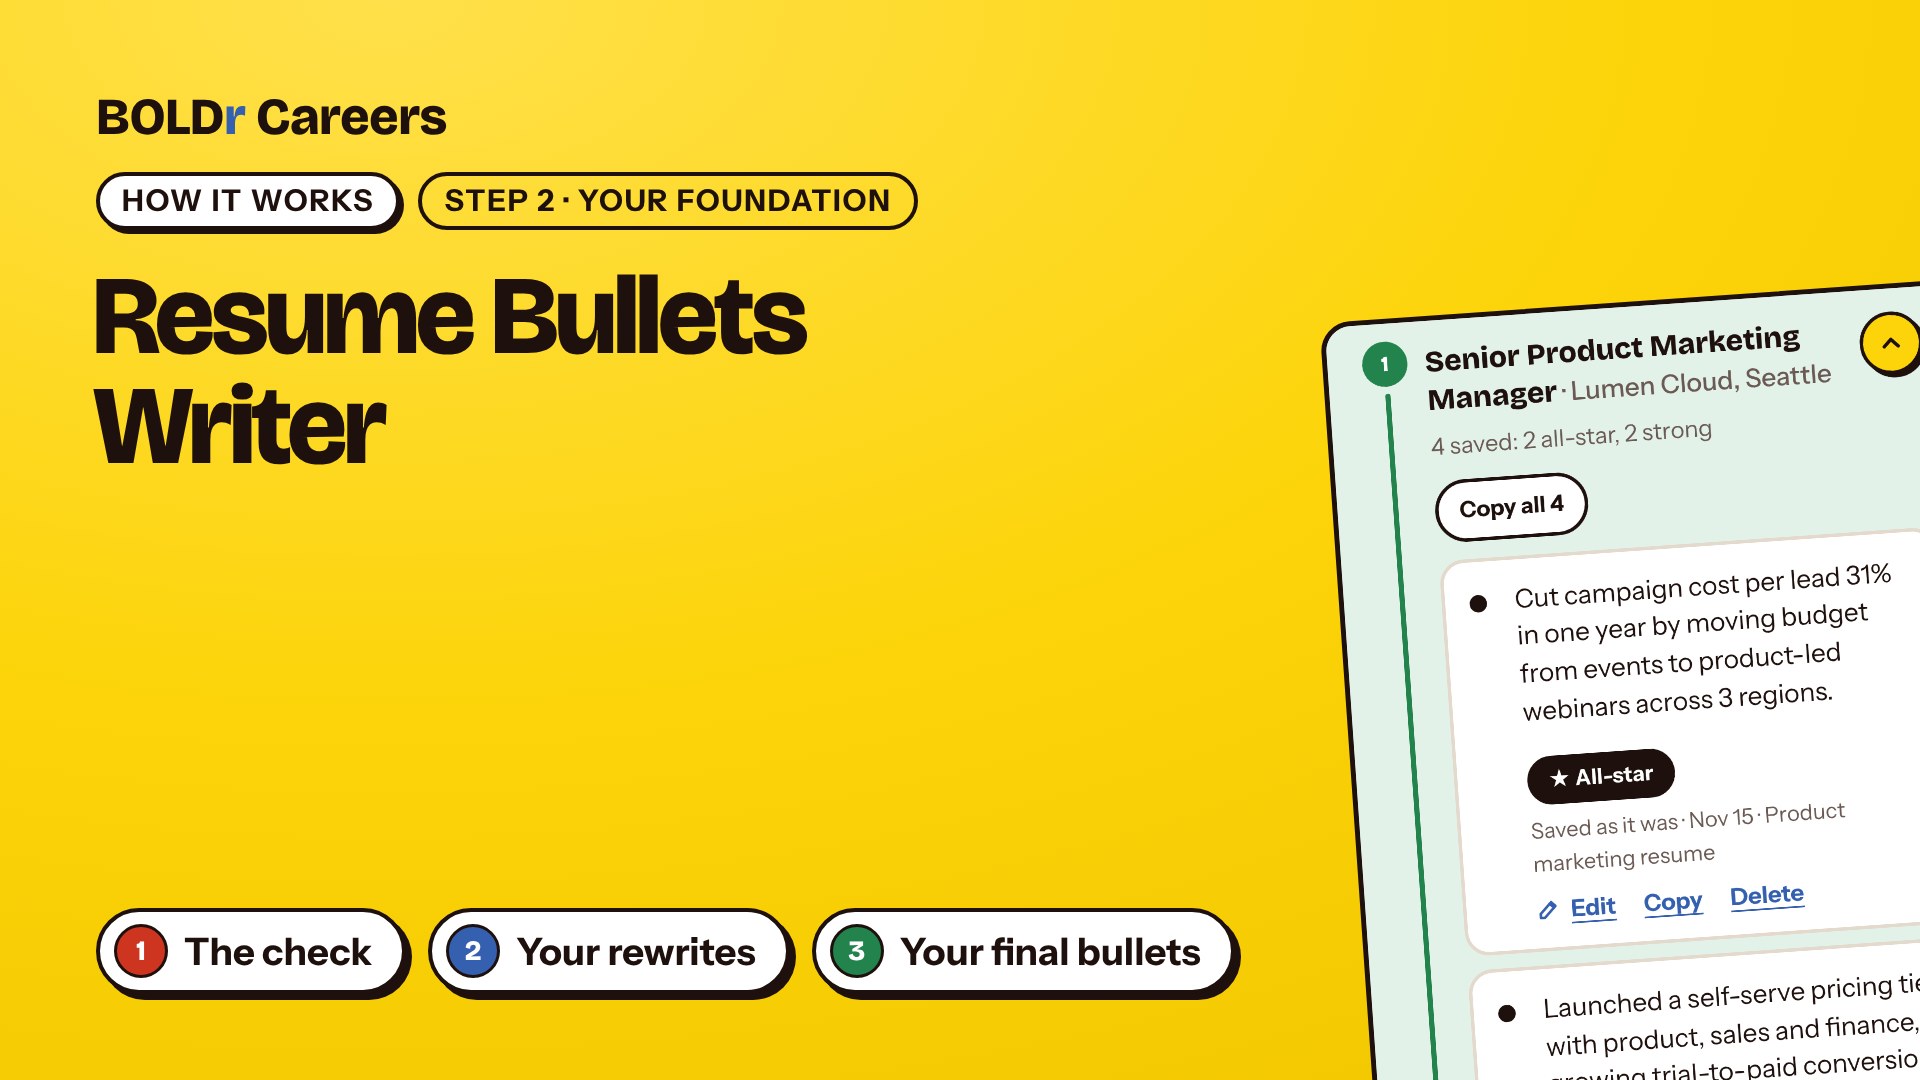 BOLDr Careers
HOW IT WORKS
STEP 2 · YOUR FOUNDATION
Resume Bullets
Writer
1 The check
2 Your rewrites
3 Your final bullets
1
Senior Product Marketing
Manager · Lumen Cloud, Seattle
4 saved: 2 all-star, 2 strong
Copy all 4
Cut campaign cost per lead 31%
in one year by moving budget
from events to product-led
webinars across 3 regions.
★ All-star
Saved as it was · Nov 15 · Product
marketing resume
Edit Copy Delete
Launched a self-serve pricing
with product, sales and finance,
growing trial-to-paid